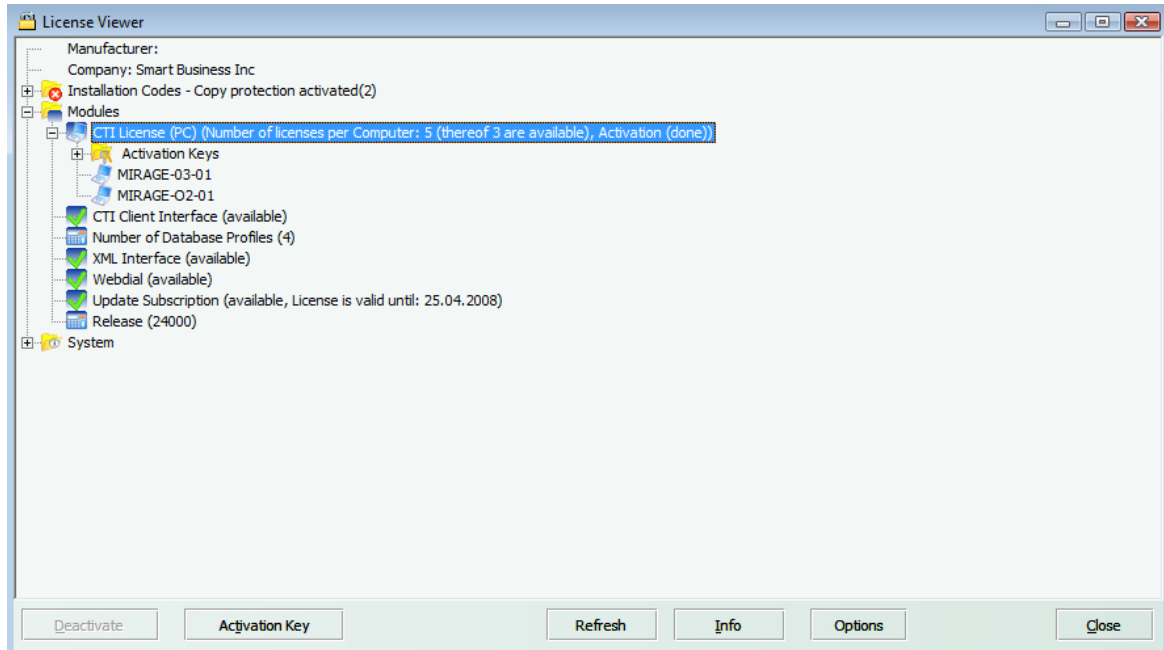 License Viewer
Manufacturer:
Company: Smart Business Inc
Installation Codes - Copy protection activated(2)
Modules
CTI License (PC) (Number of licenses per Computer: 5 (thereof 3 are available), Activation (done))
Activation Keys
MIRAGE-03-01
MIRAGE-O2-01
CTI Client Interface (available)
Number of Database Profiles (4)
XML Interface (available)
Webdial (available)
Update Subscription (available, License is valid until: 25.04.2008)
Release (24000)
System
Deactivate Activation Key Refresh Info Options Close